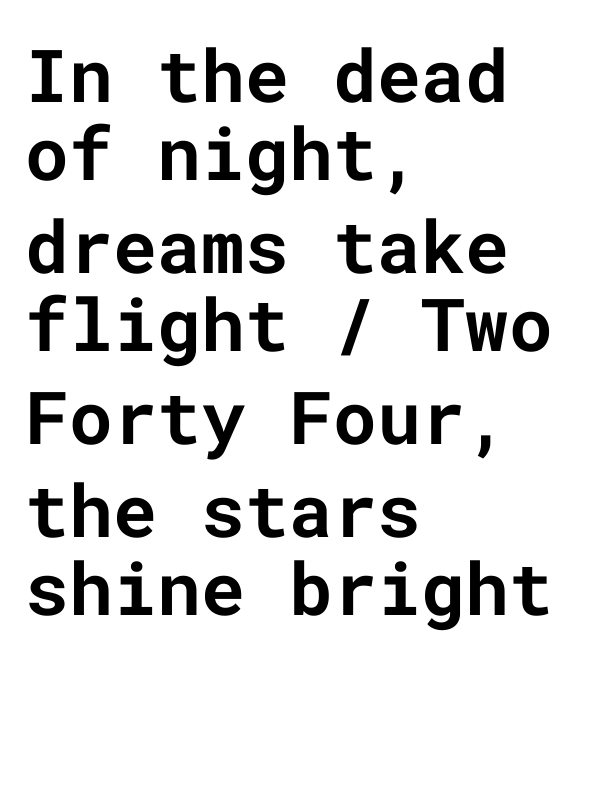 In the dead
of night,
dreams take
flight / Two
Forty Four,
the stars
shine bright